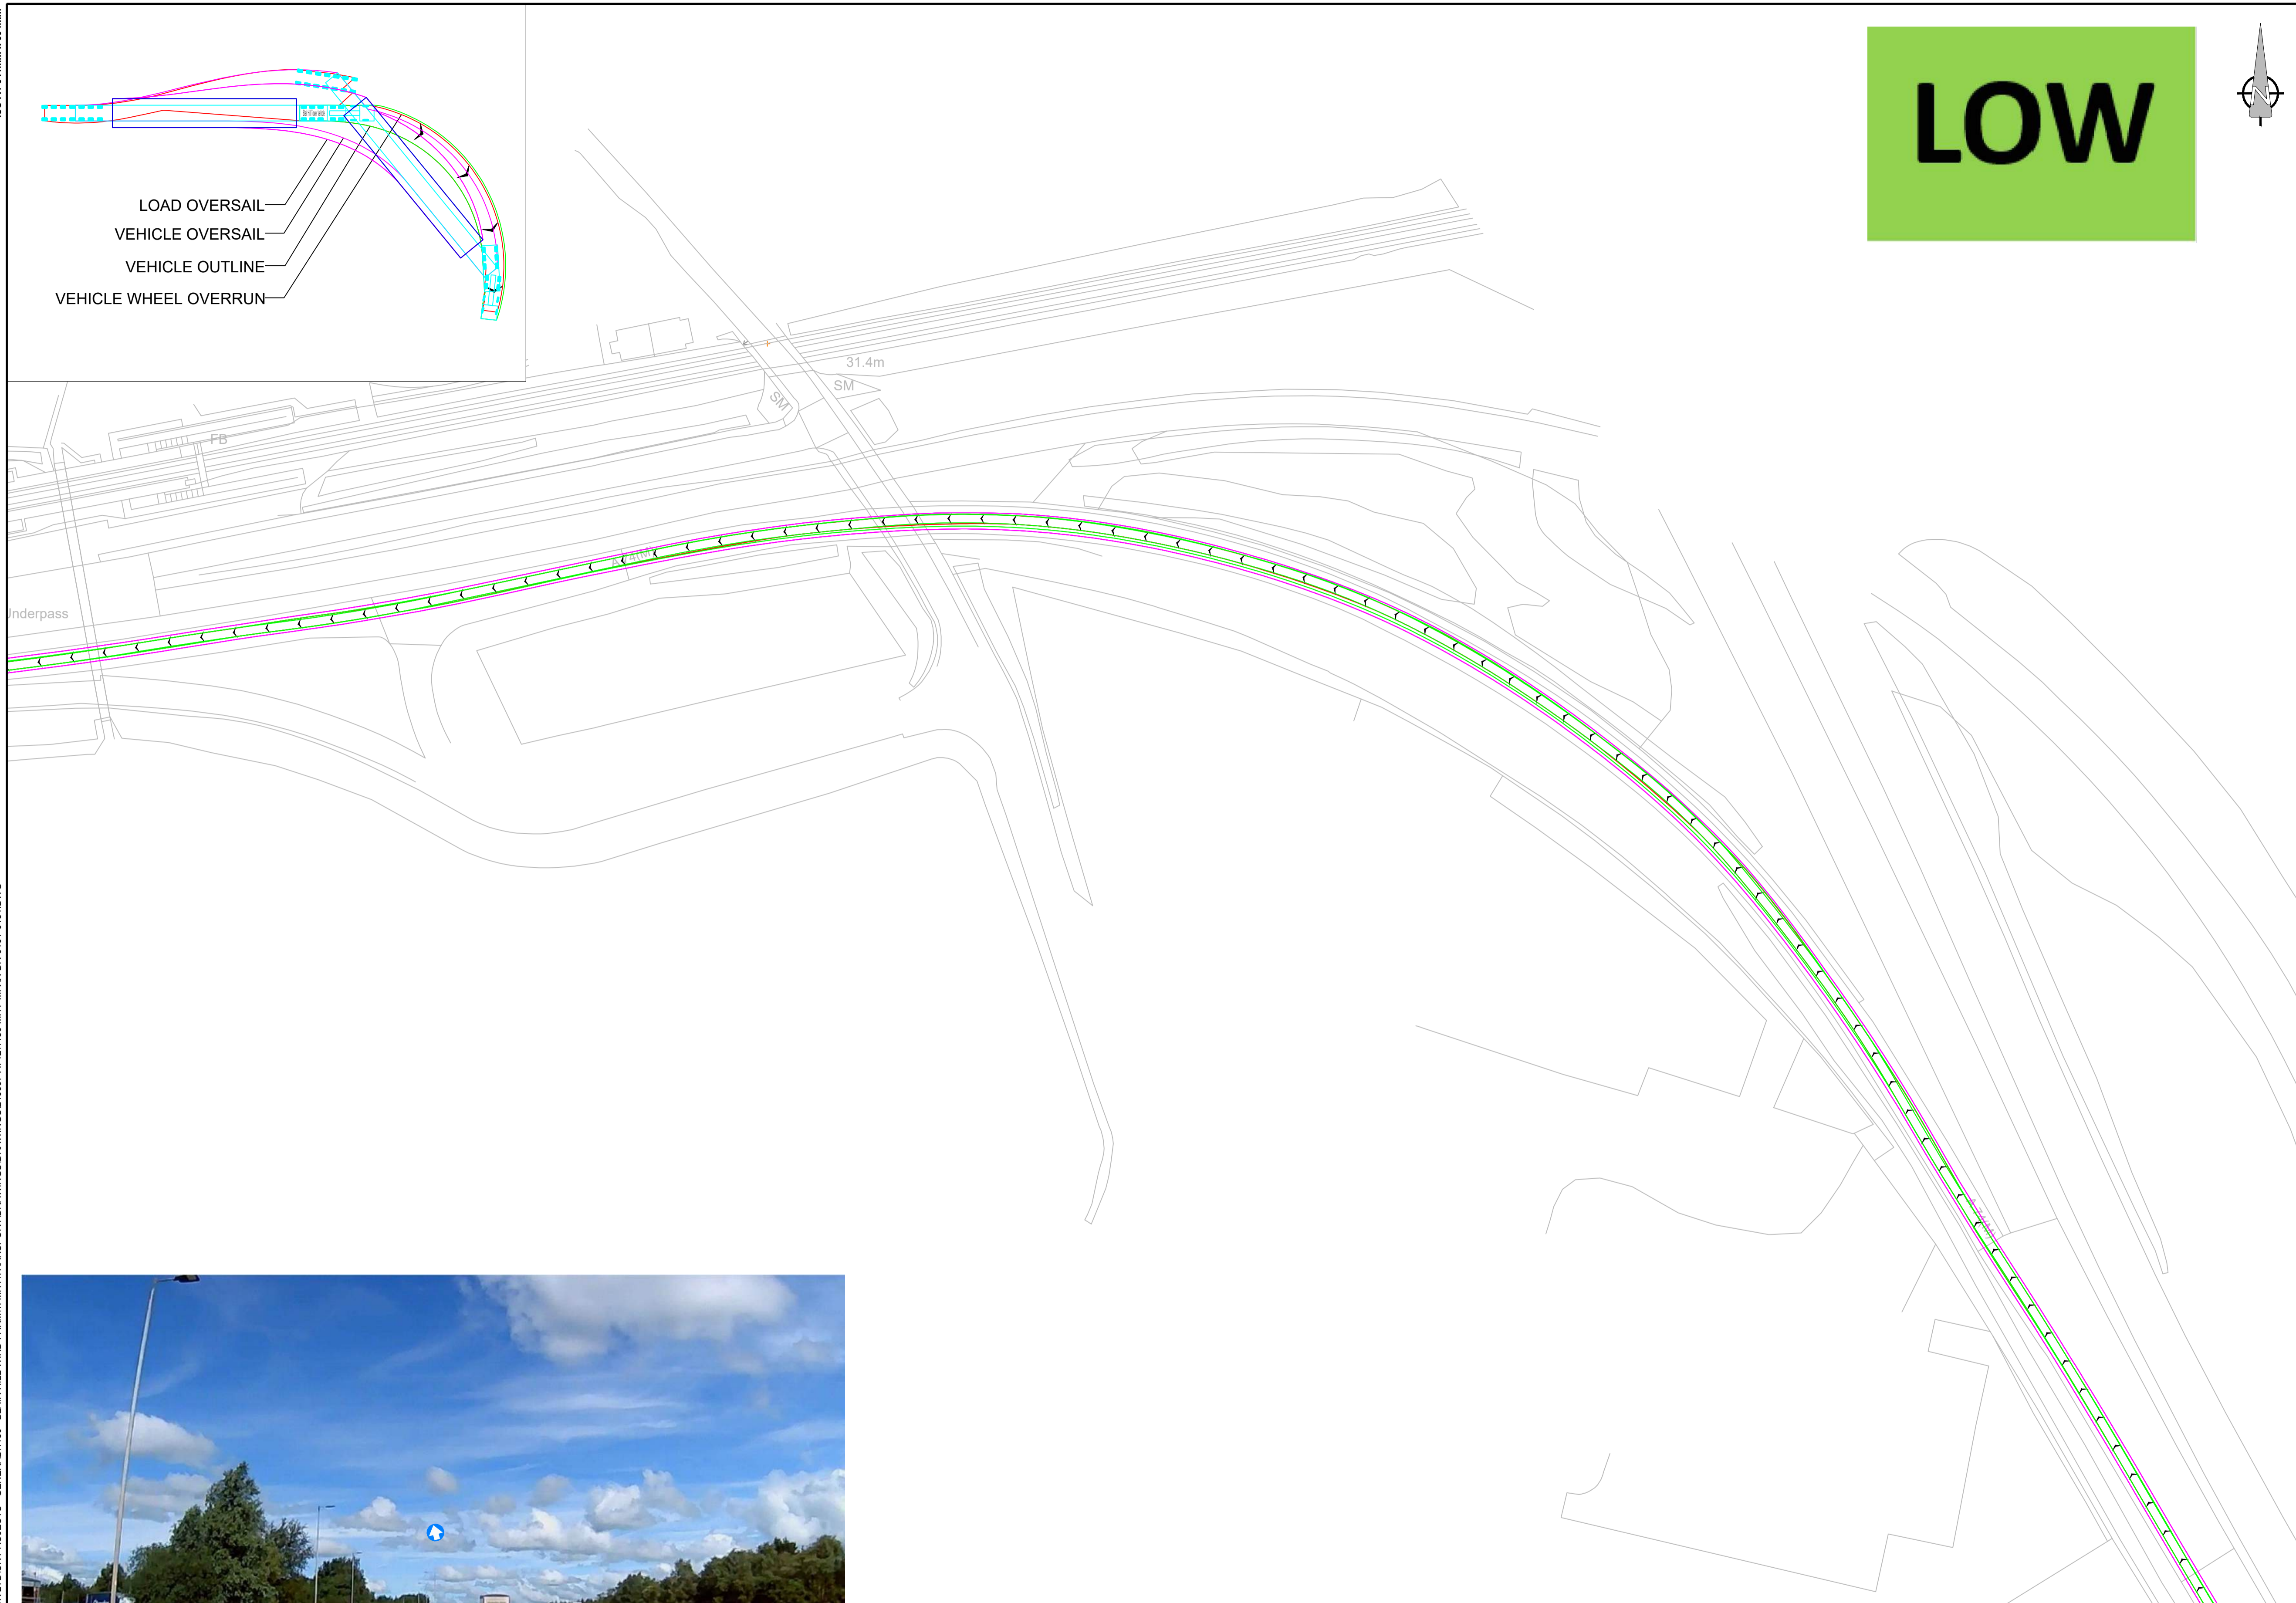 LOW
N
LOAD OVERSAIL
VEHICLE OVERSAIL
VEHICLE OUTLINE
VEHICLE WHEEL OVERRUN
31.4m
SM
SM
FB
Underpass